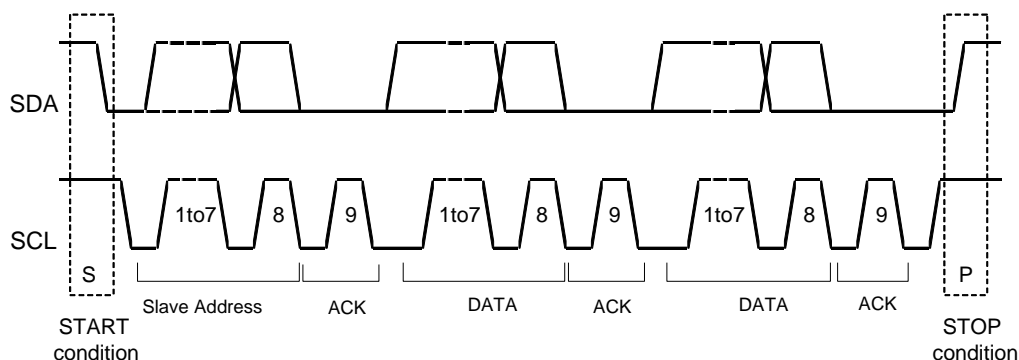 SDA
1to7 8 9 1to7 8 9 1to7 8 9
SCL
S P
Slave Address ACK DATA ACK DATA ACK
START
condition
STOP
condition